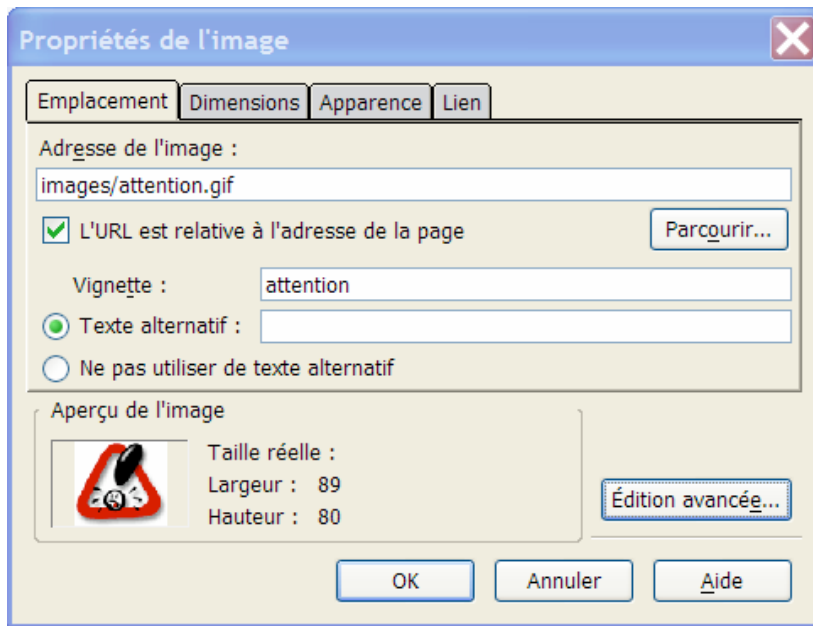 Propriétés de l'image
Emplacement Dimensions Apparence Lien
Adresse de l'image :
images/attention.gif
L'URL est relative à l'adresse de la page Parcourir...
Vignette : attention
Texte alternatif :
Ne pas utiliser de texte alternatif
Aperçu de l'image
Taille réelle :
Largeur : 89
Hauteur : 80
Édition avancée...
OK Annuler Aide